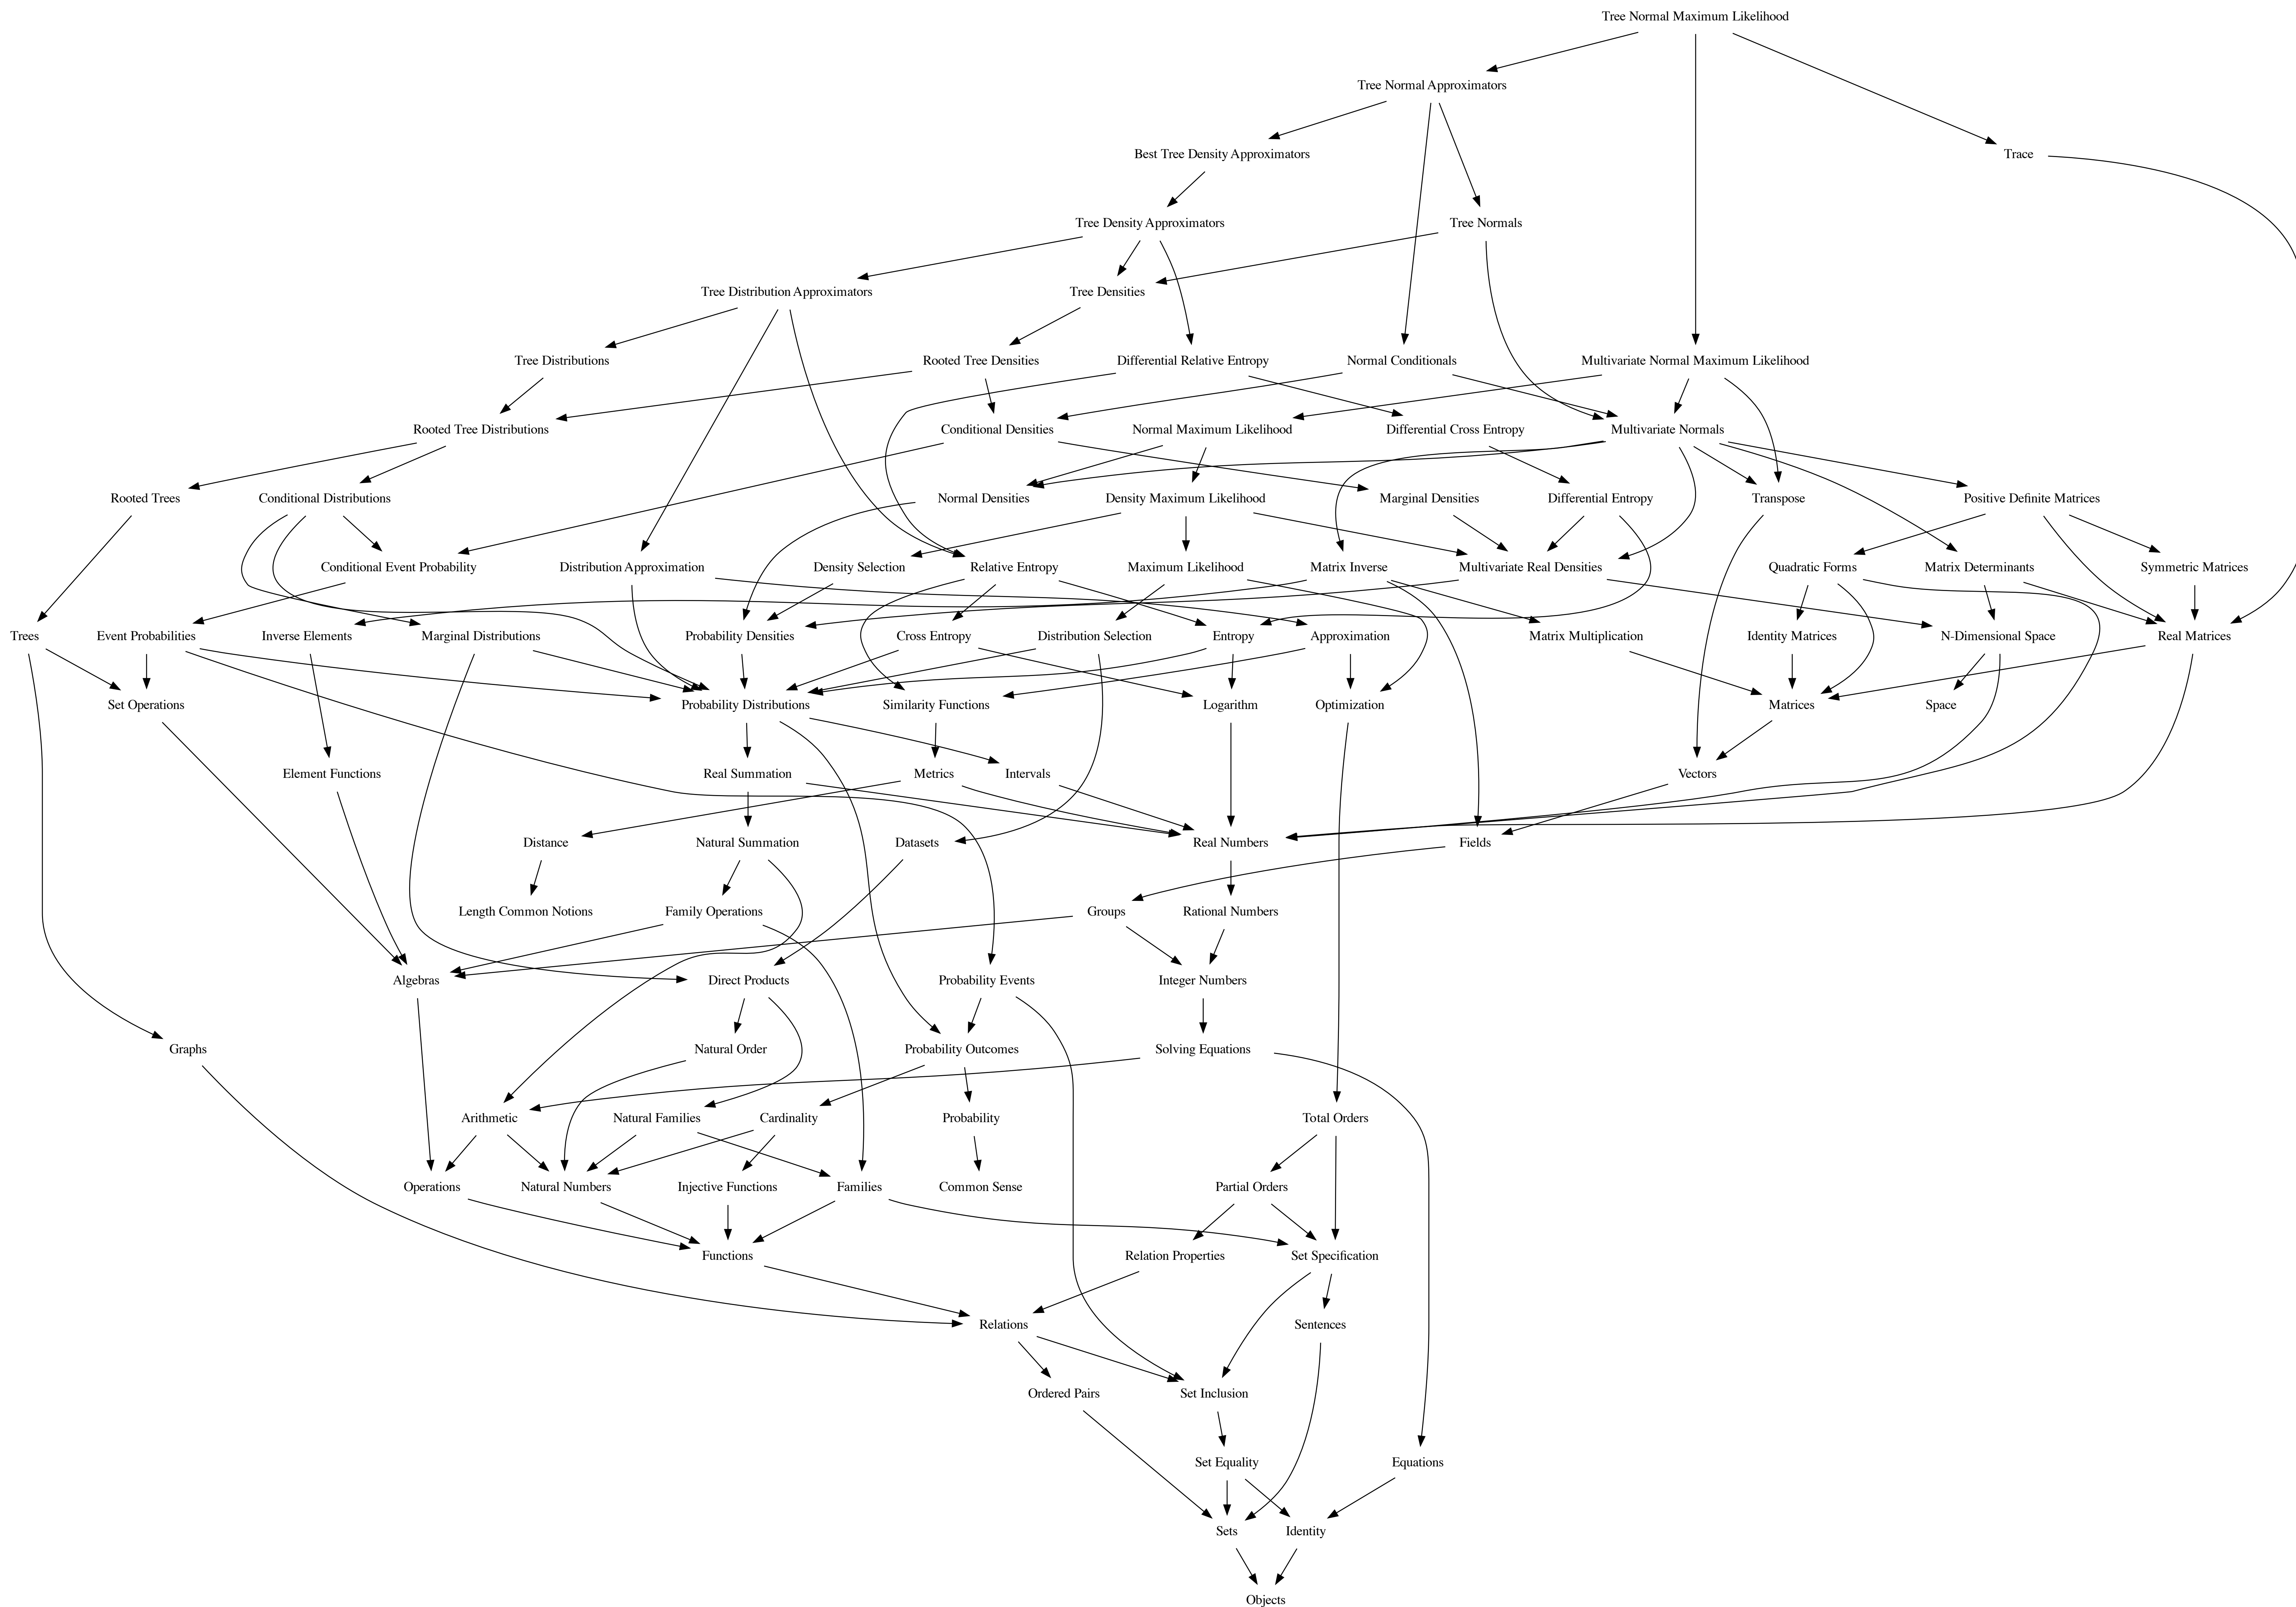 Tree Normal Maximum Likelihood
Tree Normal Approximators
Best Tree Density Approximators
Trace
Tree Density Approximators
Tree Normals
Tree Distribution Approximators
Tree Densities
Tree Distributions
Rooted Tree Densities
Differential Relative Entropy
Normal Conditionals
Multivariate Normal Maximum Likelihood
Rooted Tree Distributions
Conditional Densities
Normal Maximum Likelihood
Differential Cross Entropy
Multivariate Normals
Rooted Trees
Conditional Distributions
Normal Densities
Density Maximum Likelihood
Marginal Densities
Differential Entropy
Transpose
Positive Definite Matrices
Conditional Event Probability
Distribution Approximation
Density Selection
Relative Entropy
Maximum Likelihood
Matrix Inverse
Multivariate Real Densities
Quadratic Forms
Matrix Determinants
Symmetric Matrices
Trees
Event Probabilities
Inverse Elements
Marginal Distributions
Probability Densities
Cross Entropy
Distribution Selection
Entropy
Approximation
Matrix Multiplication
Identity Matrices
N-Dimensional Space
Real Matrices
Set Operations
Probability Distributions
Similarity Functions
Logarithm
Optimization
Matrices
Space
Element Functions
Real Summation
Metrics
Intervals
Vectors
Distance
Natural Summation
Datasets
Real Numbers
Fields
Length Common Notions
Family Operations
Groups
Rational Numbers
Algebras
Direct Products
Probability Events
Integer Numbers
Graphs
Natural Order
Probability Outcomes
Solving Equations
Arithmetic
Natural Families
Cardinality
Probability
Total Orders
Operations
Natural Numbers
Injective Functions
Families
Common Sense
Partial Orders
Functions
Relation Properties
Set Specification
Relations
Sentences
Ordered Pairs
Set Inclusion
Set Equality
Equations
Sets
Identity
Objects